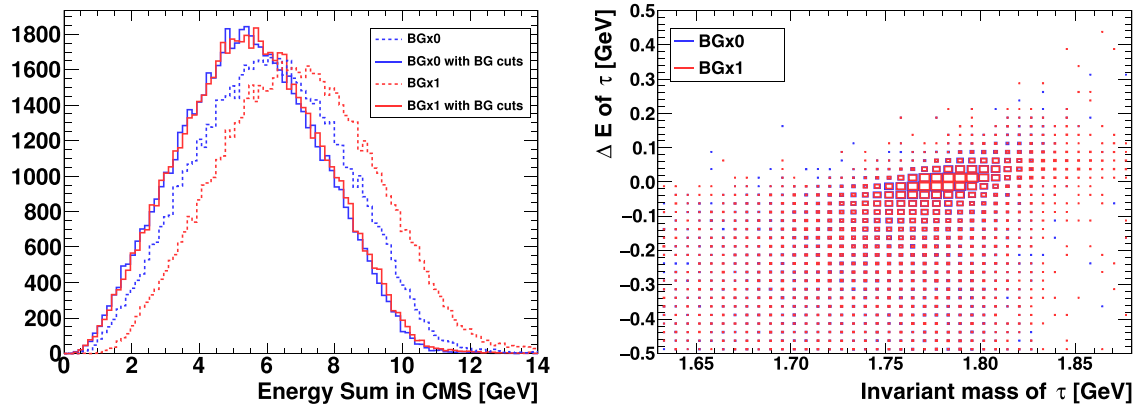 1800
1600
1400
1200
1000
800
600
400
200
0
0 2 4 6 8 10 12 14
Energy Sum in CMS [GeV]
BGx0
BGx0 with BG cuts
BGx1
BGx1 with BG cuts
Δ E of τ [GeV]
0.5
0.4
0.3
0.2
0.1
0.0
−0.1
−0.2
−0.3
−0.4
−0.5
1.65 1.70 1.75 1.80 1.85
Invariant mass of τ [GeV]
BGx0
BGx1